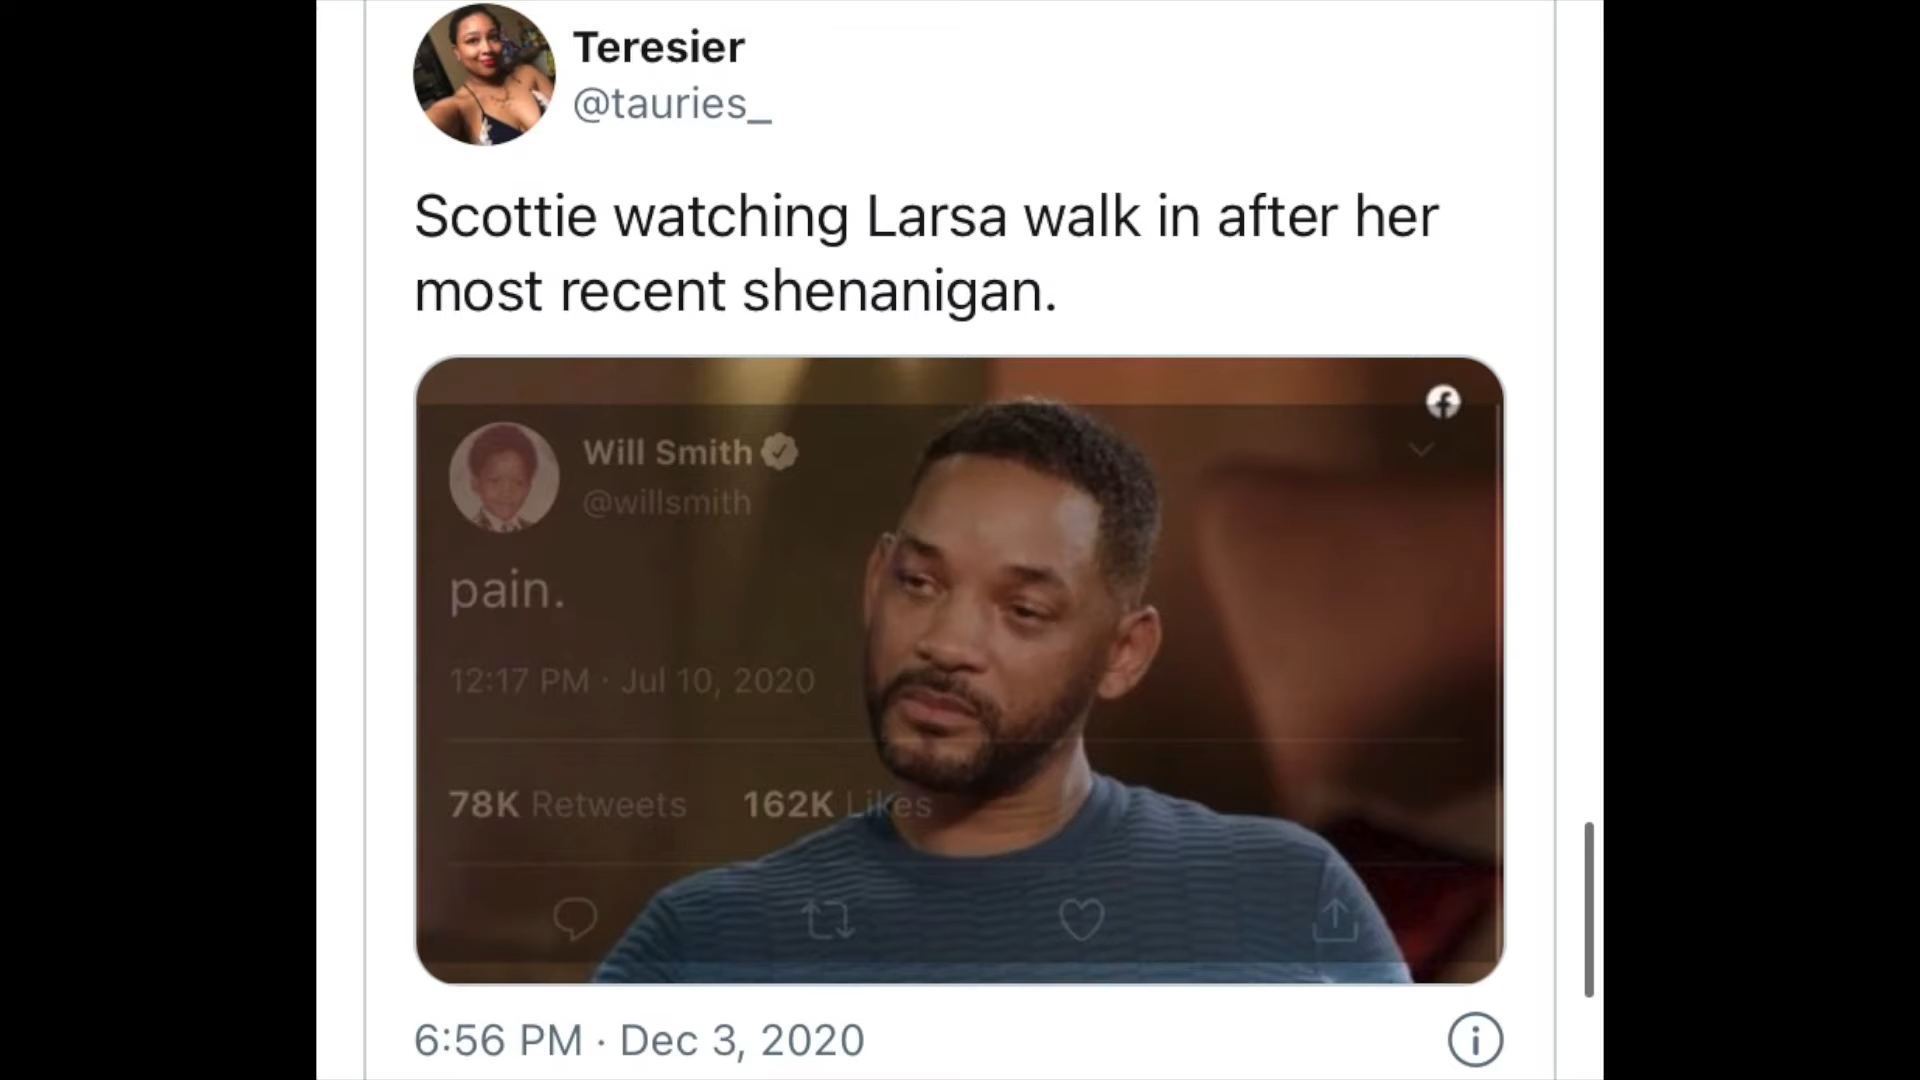 Teresier
@tauries_
Scottie watching Larsa walk in after her
most recent shenanigan.
Will Smith
@willsmith
pain.
12:17 PM · Jul 10, 2020
78K Retweets 162K Likes
6:56 PM · Dec 3, 2020